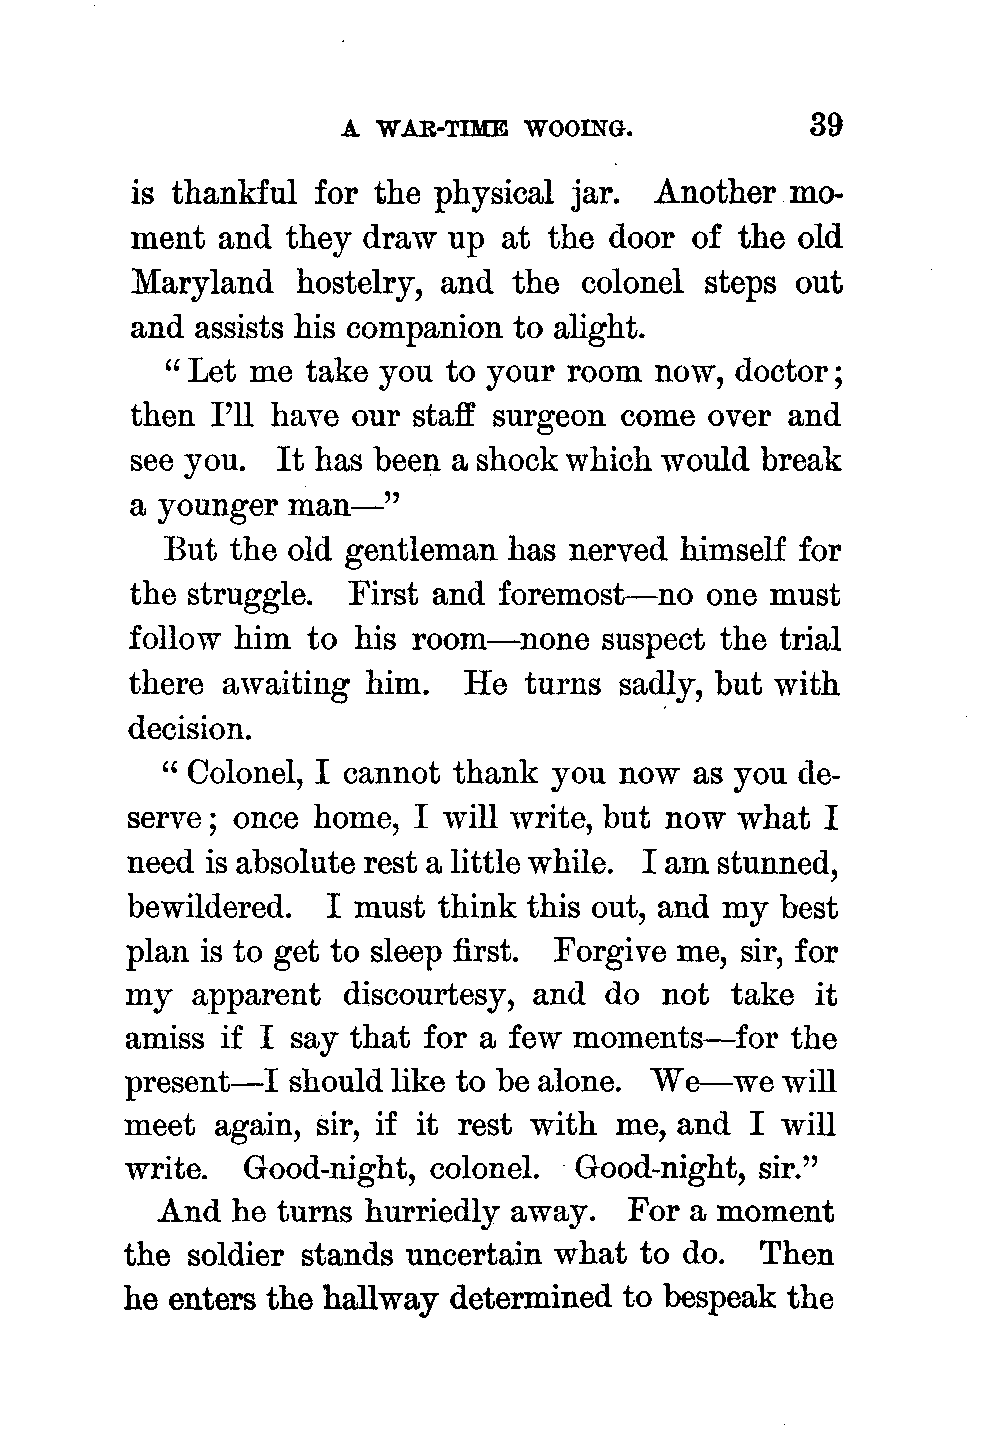 A WAR-TIME WOOING. 39
is thankful for the physical jar. Another mo-
ment and they draw up at the door of the old
Maryland hostelry, and the colonel steps out
and assists his companion to alight.
“Let me take you to your room now, doctor;
then I’ll have our staff surgeon come over and
see you. It has been a shock which would break
a younger man—”
But the old gentleman has nerved himself for
the struggle. First and foremost—no one must
follow him to his room—none suspect the trial
there awaiting him. He turns sadly, but with
decision.
“Colonel, I cannot thank you now as you de-
serve; once home, I will write, but now what I
need is absolute rest a little while. I am stunned,
bewildered. I must think this out, and my best
plan is to get to sleep first. Forgive me, sir, for
my apparent discourtesy, and do not take it
amiss if I say that for a few moments—for the
present—I should like to be alone. We—we will
meet again, sir, if it rest with me, and I will
write. Good-night, colonel. Good-night, sir.”
And he turns hurriedly away. For a moment
the soldier stands uncertain what to do. Then
he enters the hallway determined to bespeak the